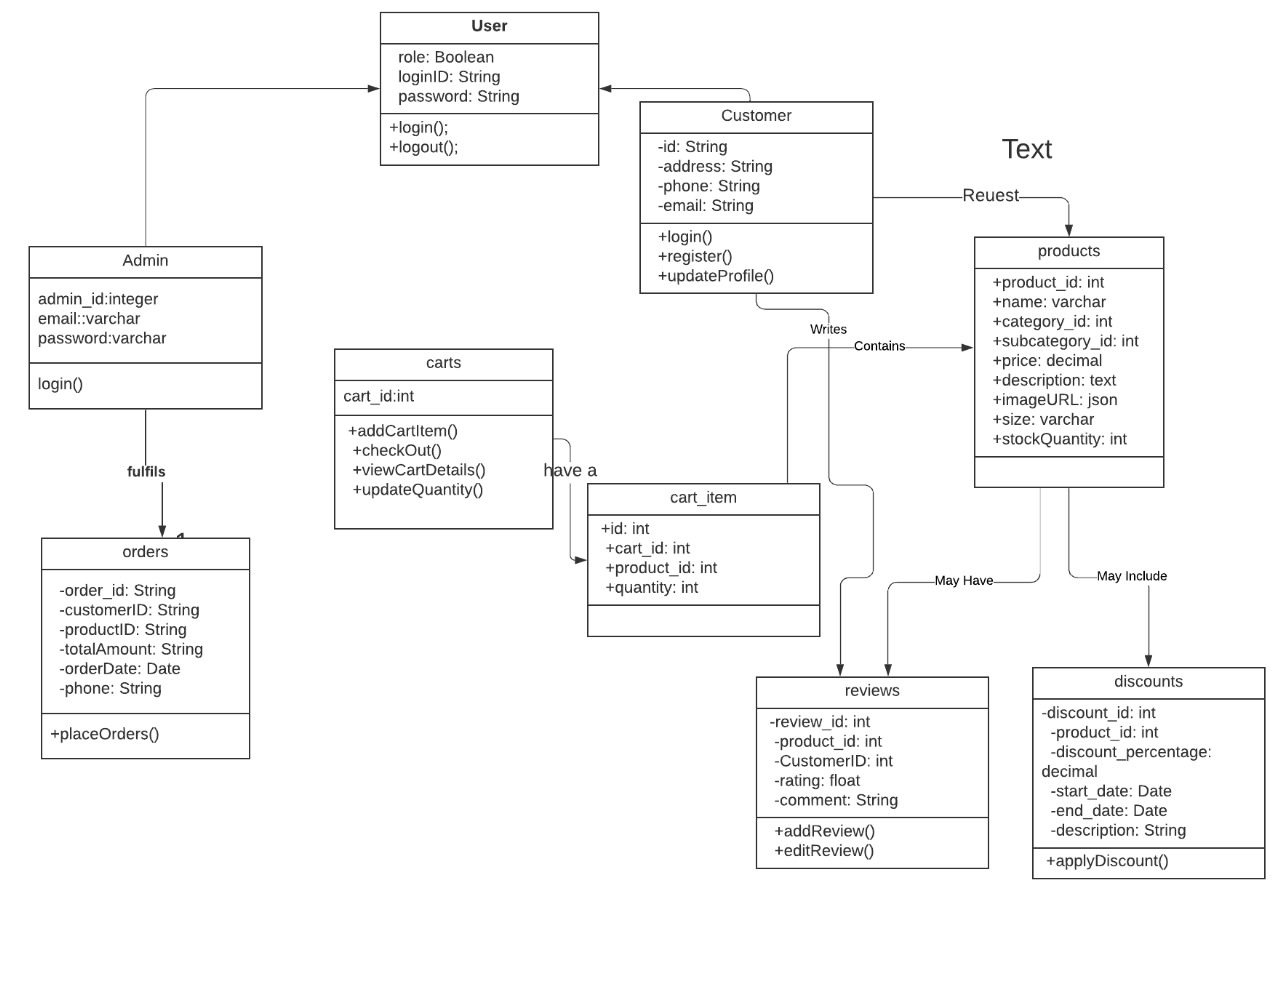 User
role: Boolean
loginID: String
password: String
+login();
+logout();
Customer
-id: String
-address: String
-phone: String
-email: String
+login()
+register()
+updateProfile()
Text
Reuest
products
+product_id: int
+name: varchar
+category_id: int
+subcategory_id: int
+price: decimal
+description: text
+imageURL: json
+size: varchar
+stockQuantity: int
Admin
admin_id:integer
email::varchar
password:varchar
login()
Writes
Contains
carts
cart_id:int
+addCartItem()
+checkOut()
+viewCartDetails()
+updateQuantity()
have a
fulfils
cart_item
+id: int
+cart_id: int
+product_id: int
+quantity: int
orders
-order_id: String
-customerID: String
-productID: String
-totalAmount: String
-orderDate: Date
-phone: String
+placeOrders()
May Have
May Include
reviews
-review_id: int
-product_id: int
-CustomerID: int
-rating: float
-comment: String
+addReview()
+editReview()
discounts
-discount_id: int
-product_id: int
-discount_percentage:
decimal
-start_date: Date
-end_date: Date
-description: String
+applyDiscount()